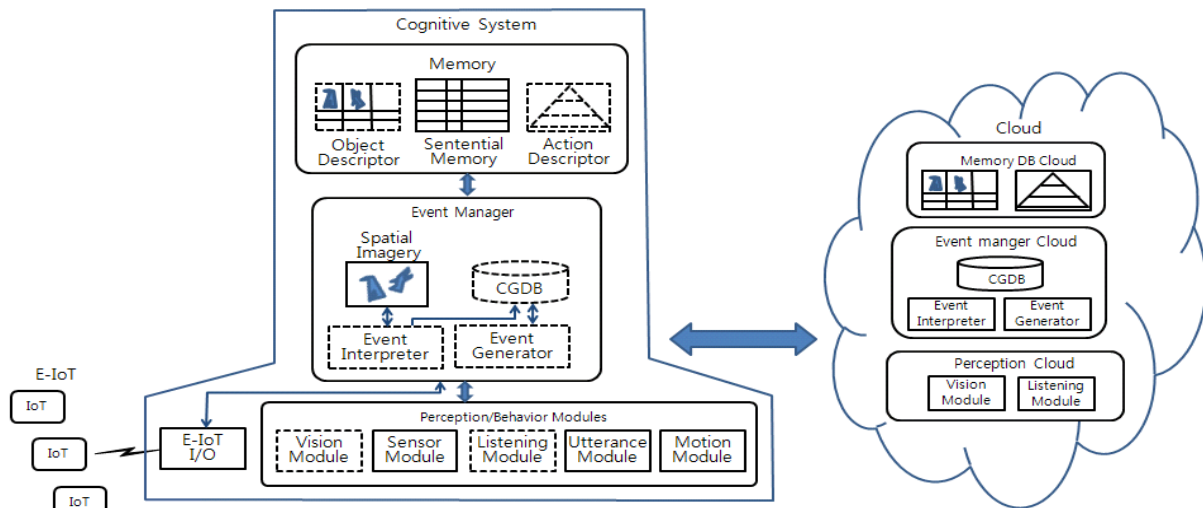 Cognitive System
Memory
Object
Descriptor
Sentential
Memory
Action
Descriptor
Event Manager
Spatial
Imagery
CGDB
Event
Interpreter
Event
Generator
E-IoT
IoT
IoT
IoT
E-IoT
I/O
Perception/Behavior Modules
Vision
Module
Sensor
Module
Listening
Module
Utterance
Module
Motion
Module
Cloud
Memory DB Cloud
Event manger Cloud
CGDB
Event
Interpreter
Event
Generator
Perception Cloud
Vision
Module
Listening
Module